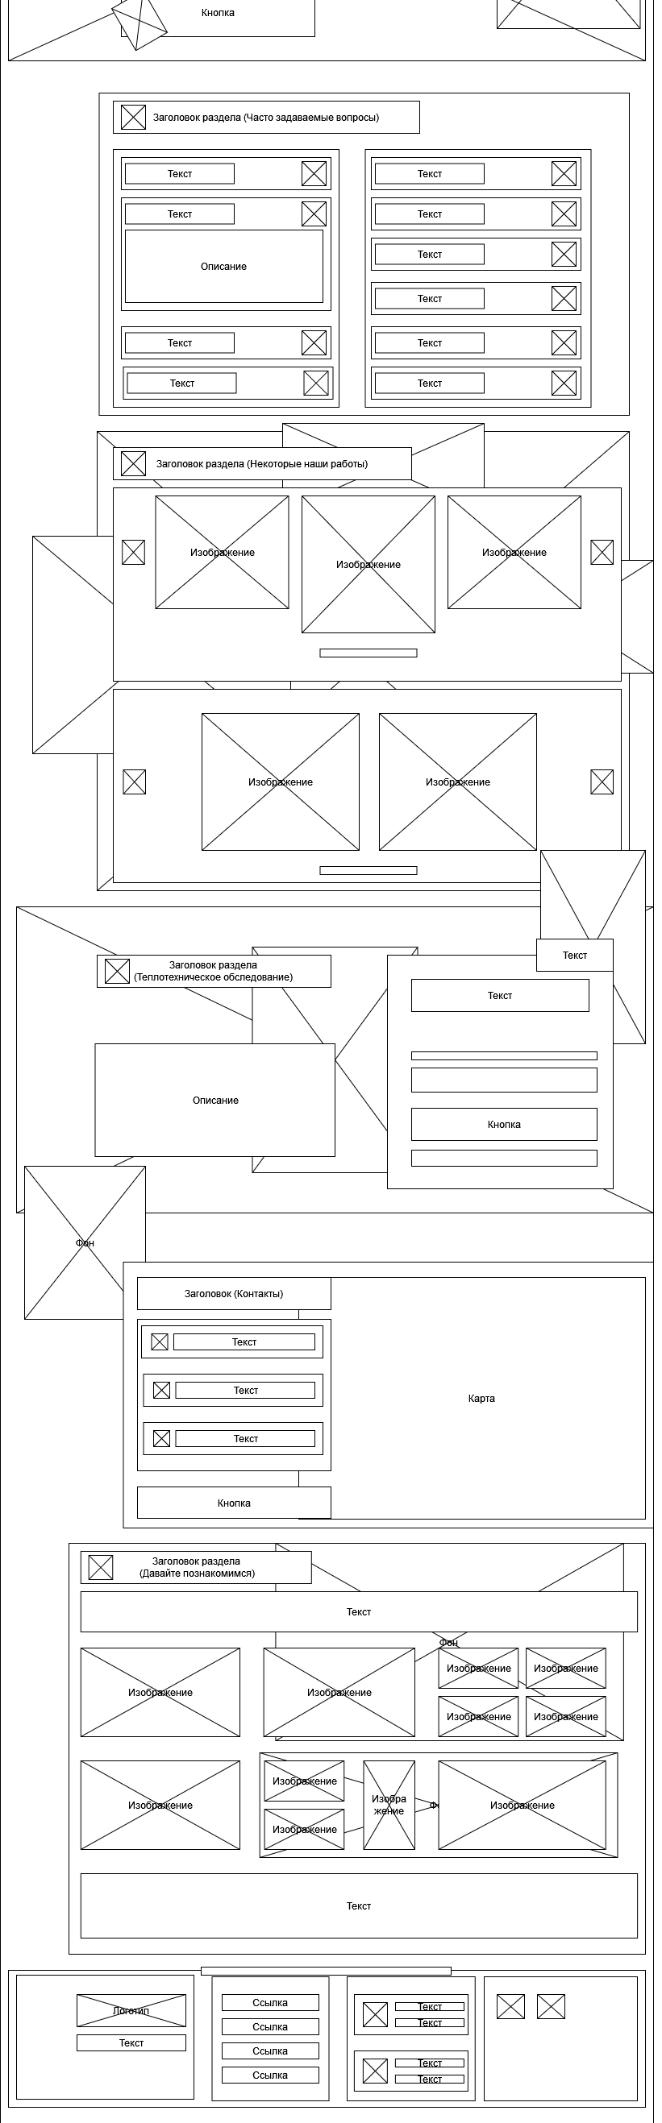 Кнопка
Заголовок раздела (Часто задаваемые вопросы)
Текст
Текст
Описание
Текст
Текст
Текст
Текст
Текст
Текст
Текст
Текст
Заголовок раздела (Некоторые наши работы)
Изображение
Изображение
Изображение
Изображение
Изображение
Заголовок раздела
(Теплотехническое обследование)
Описание
Текст
Текст
Кнопка
Фон
Заголовок (Контакты)
Текст
Текст
Текст
Кнопка
Карта
Заголовок раздела
(Давайте познакомимся)
Текст
Фон
Изображение
Изображение
Изображение
Изображение
Изображение
Изображение
Изображение
Изображение
Изображение
Изобра
жение
Изображение
Текст
Логотип
Текст
Ссылка
Ссылка
Ссылка
Ссылка
Текст
Текст
Текст
Текст